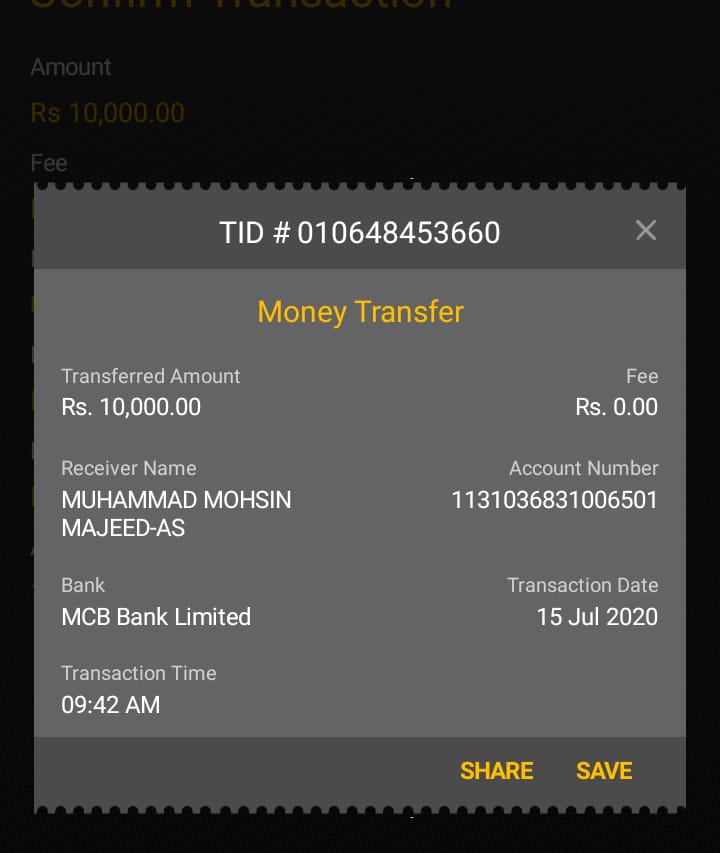 Confirm Transaction
Amount
Rs 10,000.00
Fee
TID # 010648453660
Money Transfer
Transferred Amount
Fee
Rs. 10,000.00
Rs. 0.00
Receiver Name
Account Number
MUHAMMAD MOHSIN
MAJEED-AS
1131036831006501
Bank
Transaction Date
MCB Bank Limited
15 Jul 2020
Transaction Time
09:42 AM
SHARE
SAVE